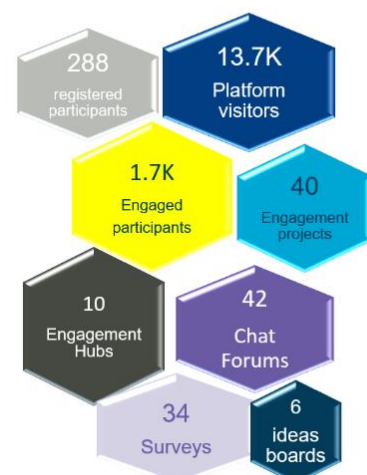 288
registered
participants
13.7K
Platform
visitors
1.7K
Engaged
participants
40
Engagement
projects
10
Engagement
Hubs
42
Chat
Forums
34
Surveys
6
ideas
boards